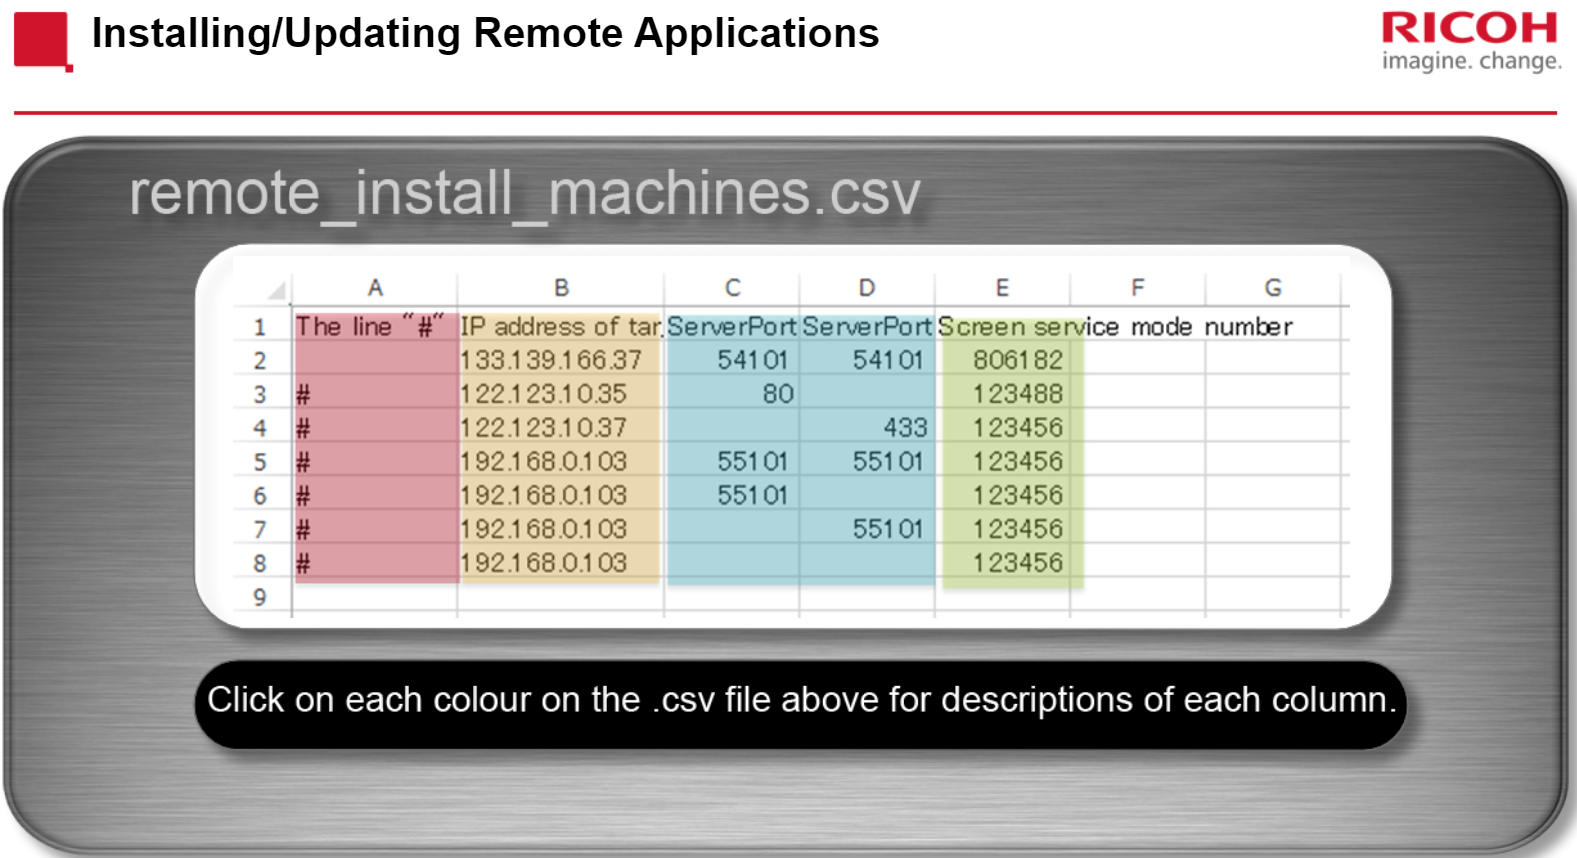 Installing/Updating Remote Applications
RICOH
imagine. change.
remote_install_machines.csv
A B C D E F G
1 The line "#" IP address of tar ServerPort ServerPort Screen service mode number
2 133.139.166.37 54101 54101 806182
3 # 122.123.10.35 80 123488
4 # 122.123.10.37 433 123456
5 # 192.168.0.103 55101 55101 123456
6 # 192.168.0.103 55101 123456
7 # 192.168.0.103 55101 123456
8 # 192.168.0.103 123456
9
Click on each colour on the .csv file above for descriptions of each column.